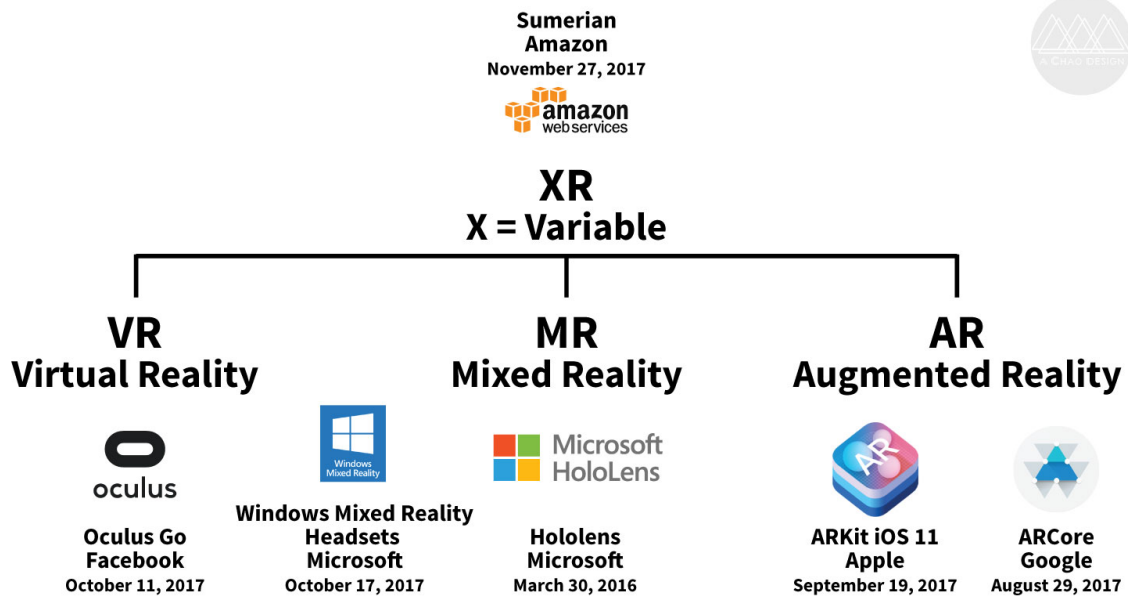 Sumerian
Amazon
November 27, 2017
amazon
webservices
A CHAD DESIGN
XR
X = Variable
VR
Virtual Reality
MR
Mixed Reality
AR
Augmented Reality
oculus
Windows
Mixed Reality
Microsoft
HoloLens
AR
Oculus Go
Facebook
October 11, 2017
Windows Mixed Reality
Headsets
Microsoft
October 17, 2017
Hololens
Microsoft
March 30, 2016
ARKit iOS 11
Apple
September 19, 2017
ARCore
Google
August 29, 2017